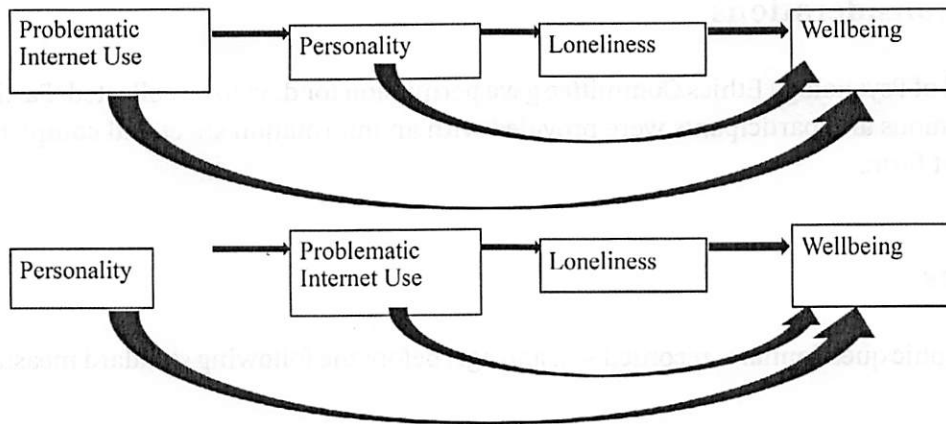 Problematic
Internet Use
Personality
Loneliness
Wellbeing
Personality
Problematic
Internet Use
Loneliness
Wellbeing